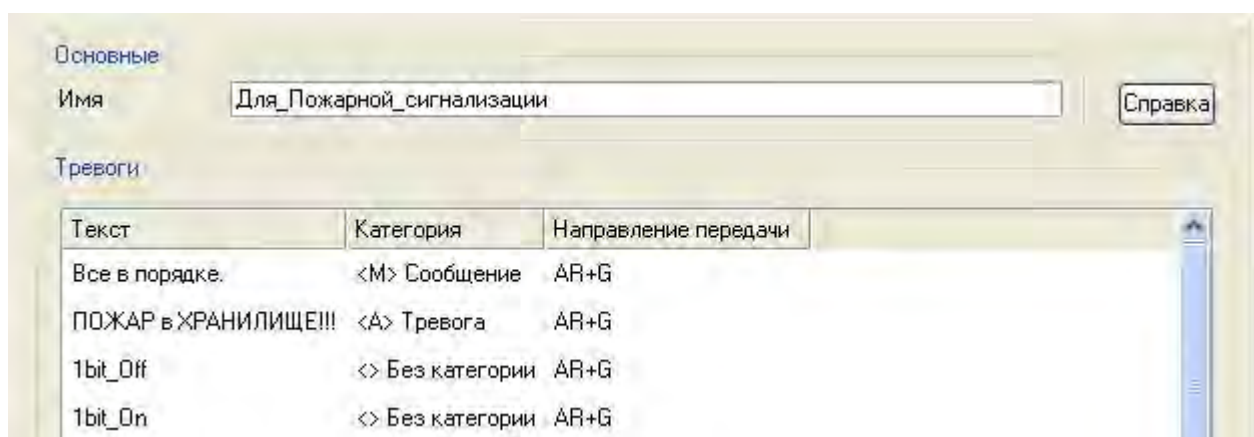 Основные
Имя Для_Пожарной_сигнализации Справка
Тревоги
Текст Категория Направление передачи
Все в порядке. <M> Сообщение AR+G
ПОЖАР в ХРАНИЛИЩЕ!!! <A> Тревога AR+G
1bit_Off <> Без категории AR+G
1bit_On <> Без категории AR+G